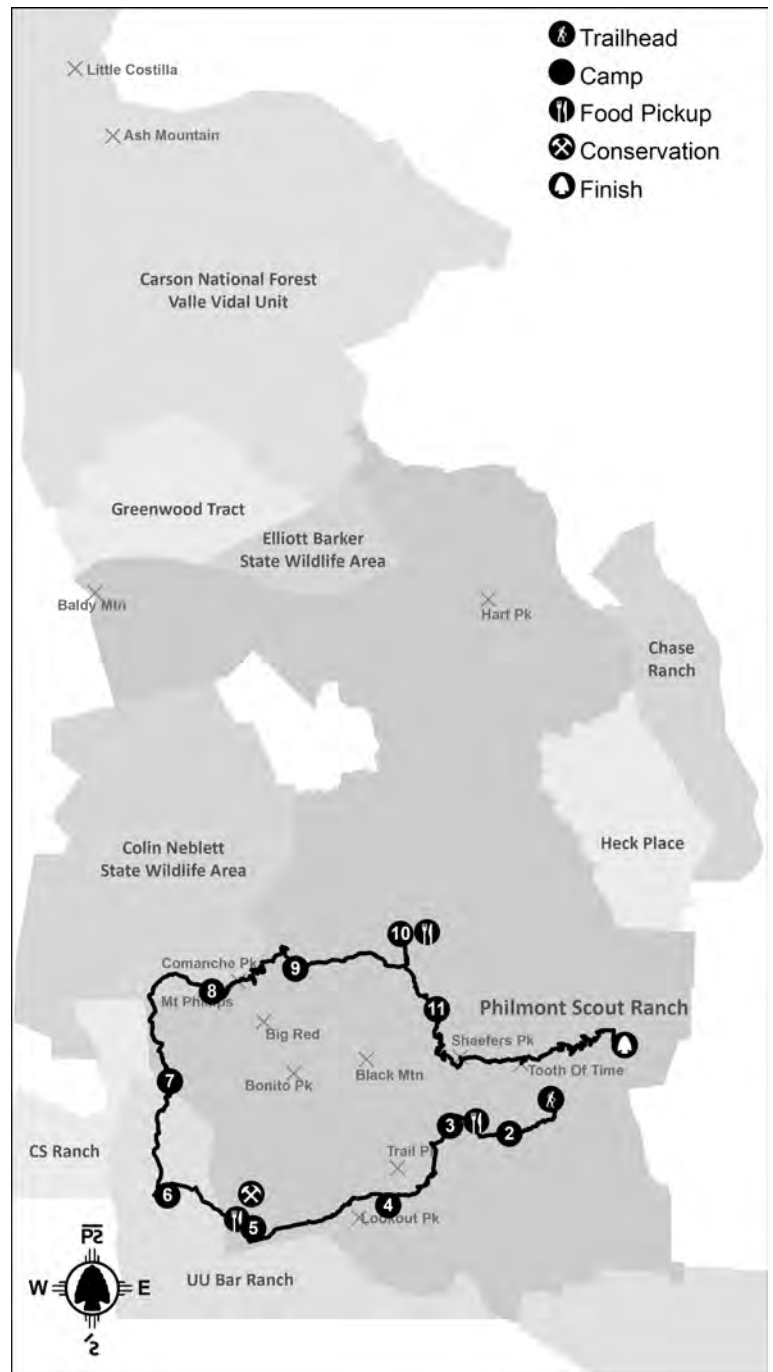 Trailhead
Camp
Food Pickup
Conservation
Finish
Little Costilla
Ash Mountain
Carson National Forest
Valle Vidal Unit
Greenwood Tract
Elliott Barker
State Wildlife Area
Baldy Mtn
Hart Pk
Chase
Ranch
Heck Place
Colin Neblett
State Wildlife Area
10
Comanche Pk
9
8
Mt Phillips
11
Philmont Scout Ranch
Big Red
Shaefers Pk
Black Mtn
Tooth Of Time
Bonito Pk
7
3
2
CS Ranch
Trail Pk
6
4
5
Lookout Pk
UU Bar Ranch
W
E